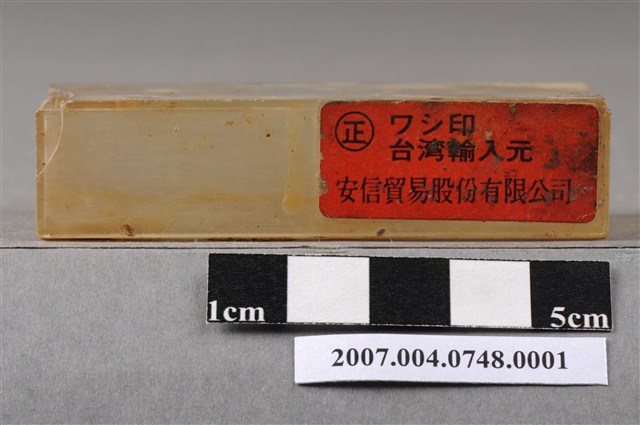 ㊣ ワシ印
台湾輸入元
安信貿易股份有限公司
1cm 5cm
2007.004.0748.0001